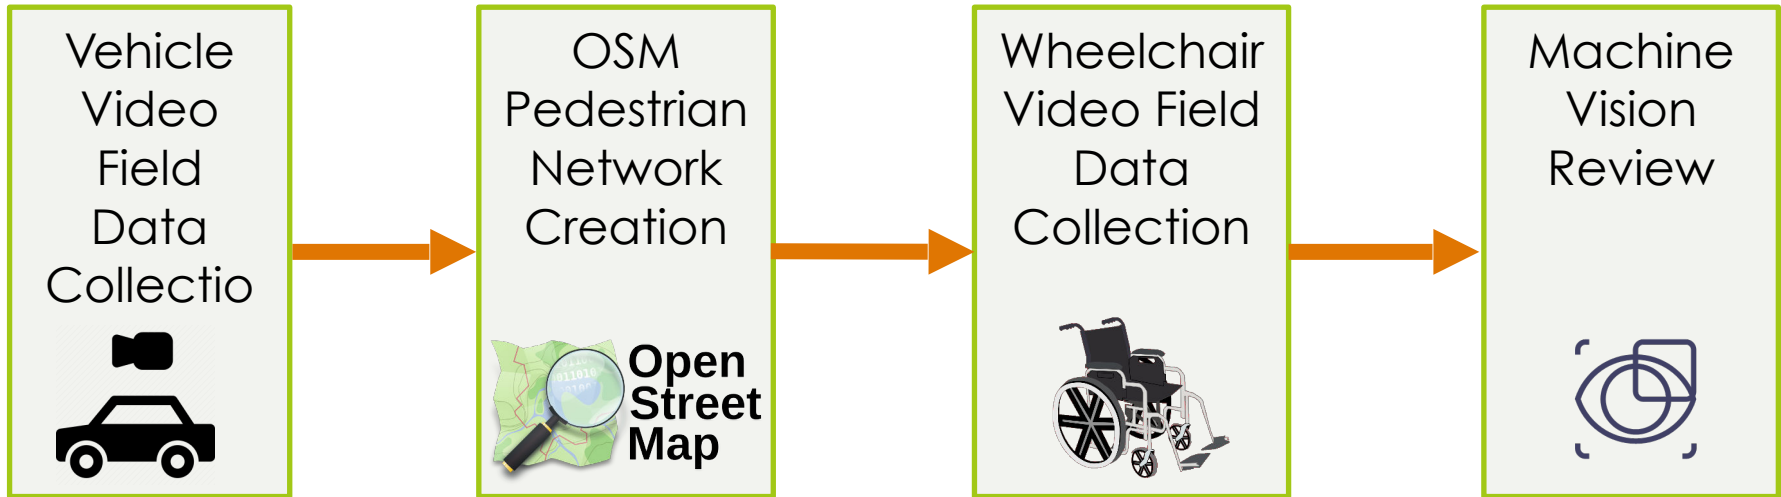 Vehicle
Video
Field
Data
Collectio
OSM
Pedestrian
Network
Creation
Open
Street
Map
Wheelchair
Video Field
Data
Collection
Machine
Vision
Review